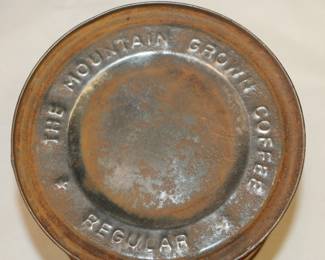 THE MOUNTAIN GROWN COFFEE
REGULAR